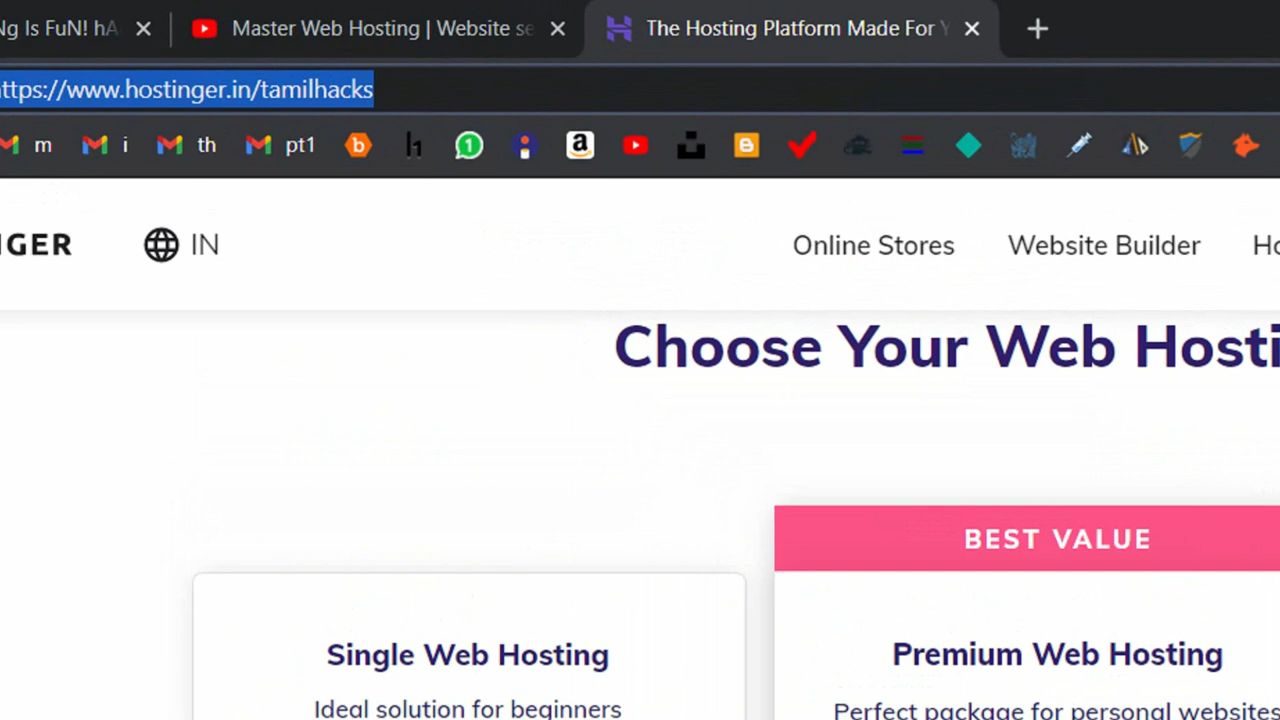 Ng Is FuN! hA
Master Web Hosting | Website se
The Hosting Platform Made For Y
ttps://www.hostinger.in/tamilhacks
m i th pt1
NGER IN Online Stores Website Builder Ho
Choose Your Web Hosti
BEST VALUE
Single Web Hosting Premium Web Hosting
Ideal solution for beginners Perfect package for personal websites